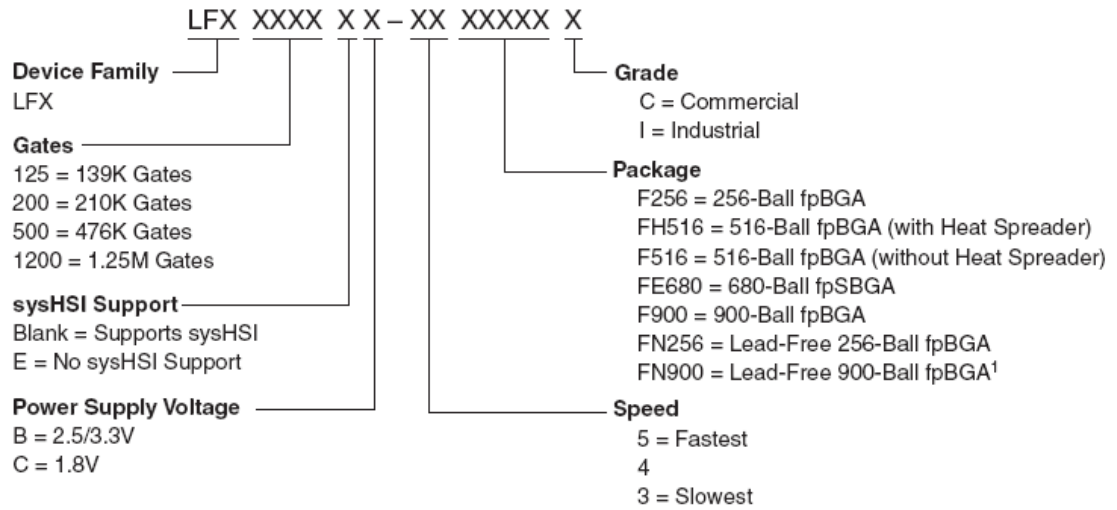 LFX XXXX X X – XX XXXXX X
Device Family
LFX
Gates
125 = 139K Gates
200 = 210K Gates
500 = 476K Gates
1200 = 1.25M Gates
sysHSI Support
Blank = Supports sysHSI
E = No sysHSI Support
Power Supply Voltage
B = 2.5/3.3V
C = 1.8V
Grade
C = Commercial
I = Industrial
Package
F256 = 256-Ball fpBGA
FH516 = 516-Ball fpBGA (with Heat Spreader)
F516 = 516-Ball fpBGA (without Heat Spreader)
FE680 = 680-Ball fpSBGA
F900 = 900-Ball fpBGA
FN256 = Lead-Free 256-Ball fpBGA
FN900 = Lead-Free 900-Ball fpBGA¹
Speed
5 = Fastest
4
3 = Slowest